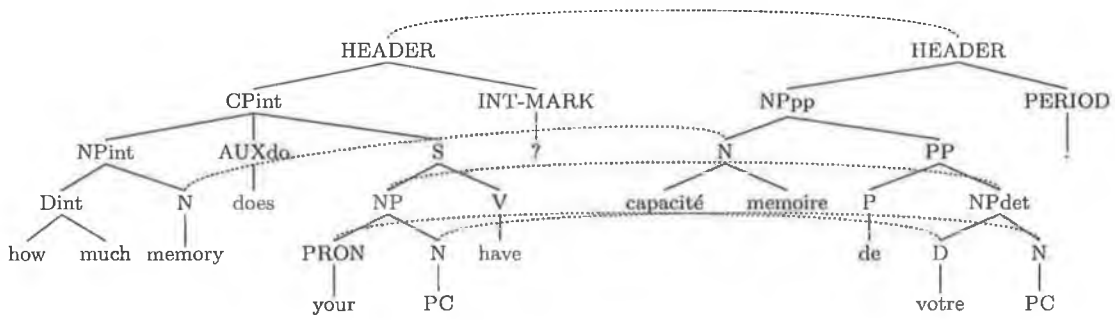 HEADER HEADER
CPint INT-MARK NPpp PERIOD
NPint AUXdo S ? N PP .
Dint N does NP V capacité memoire P NPdet
how much memory PRON N have de D N
your PC votre PC